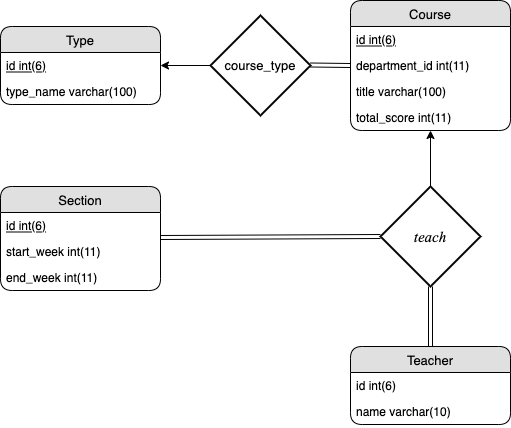 Type
id int(6)
type_name varchar(100)
course_type
Course
id int(6)
department_id int(11)
title varchar(100)
total_score int(11)
Section
id int(6)
start_week int(11)
end_week int(11)
teach
Teacher
id int(6)
name varchar(10)